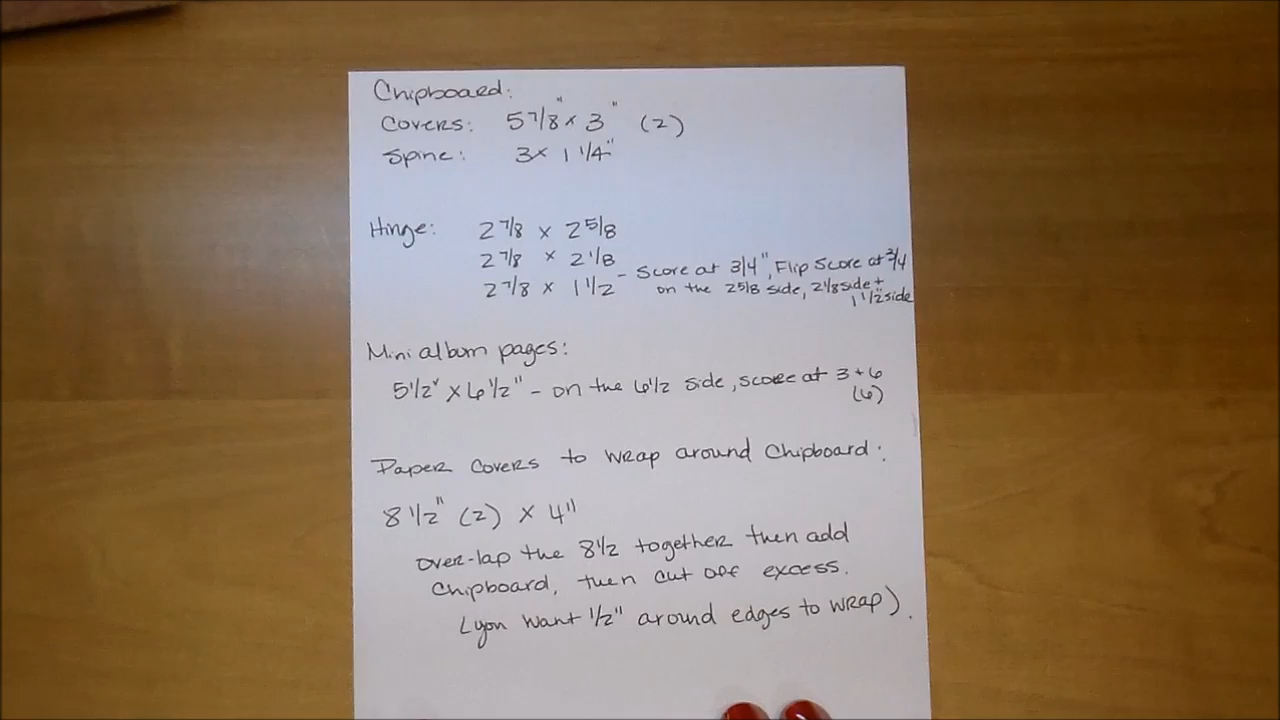 Chipboard:
Covers: 5 7/8" x 3" (2)
Spine: 3 x 1 1/4"
Hinge: 2 7/8 x 2 5/8
2 7/8 x 2 1/8
2 7/8 x 1 1/2 - Score at 3/4", Flip Score at 3/4
on the 2 5/8 side, 2 1/8 side +
1 1/2" side
Mini album pages:
5 1/2" x 6 1/2" - on the 6 1/2 side, score at 3 + 6
(6)
Paper Covers to wrap around Chipboard:
8 1/2" (2) x 4"
over-lap the 8 1/2 together then add
Chipboard, then cut off excess.
(you want 1/2" around edges to wrap).